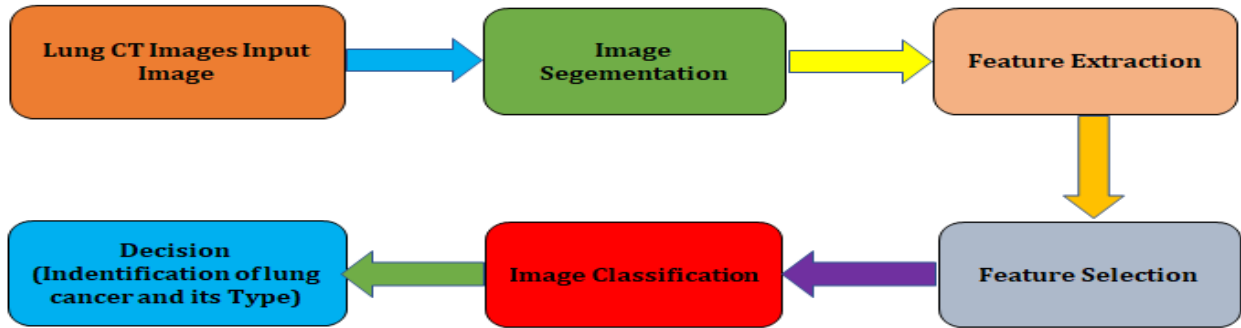 Lung CT Images Input
Image
Image
Segementation
Feature Extraction
Feature Selection
Image Classification
Decision
(Indentification of lung
cancer and its Type)